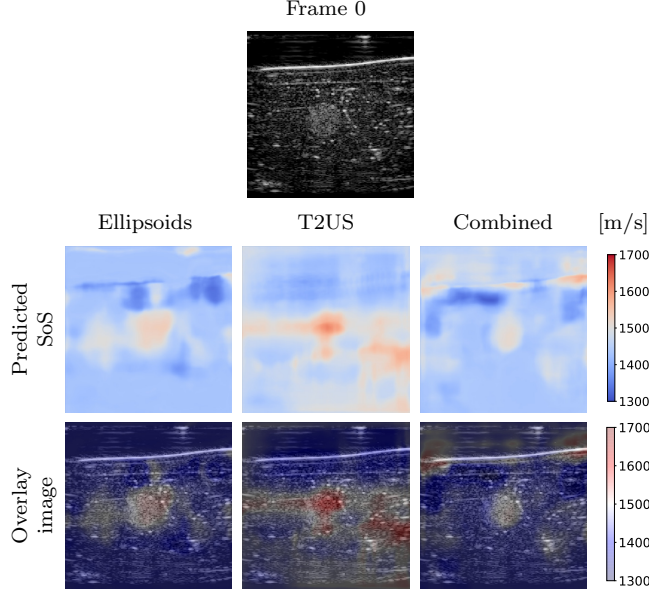 Frame 0
Ellipsoids T2US Combined [m/s]
Predicted
SoS
1700
1600
1500
1400
1300
Overlay
image
1700
1600
1500
1400
1300